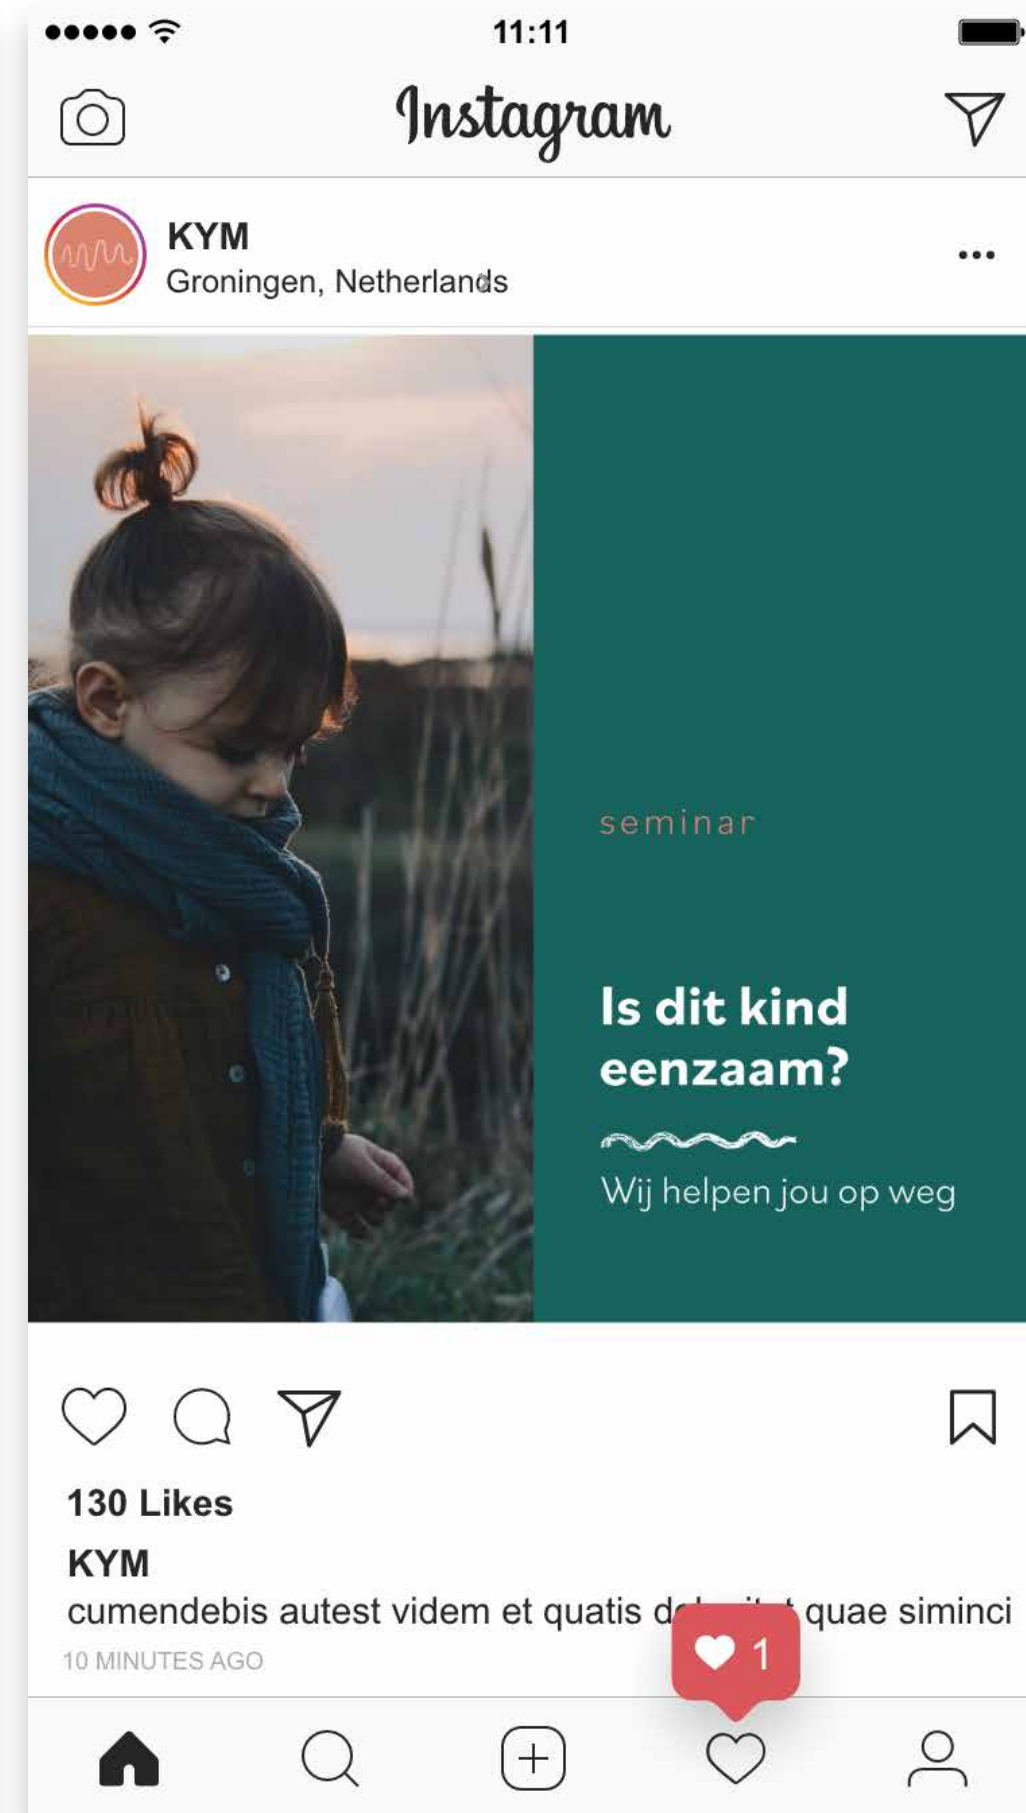 11:11
Instagram
KYM
Groningen, Netherlands
seminar
Is dit kind
eenzaam?
Wij helpen jou op weg
130 Likes
KYM
cumendebis autest videm et quatis quae siminci
10 MINUTES AGO
1